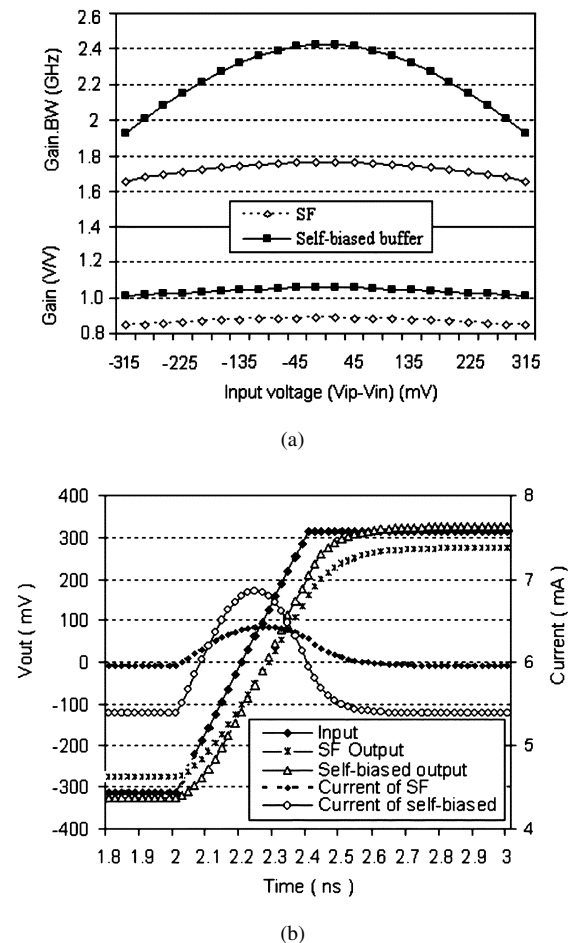 2.6
2.4
2.2
2
1.8
1.6
1.4
1.2
1.0
0.8
Gain.BW (GHz)
Gain (V/V)
SF
Self-biased buffer
-315 -225 -135 -45 45 135 225 315
Input voltage (Vip-Vin) (mV)
(a)
400
300
200
100
0
-100
-200
-300
-400
Vout ( mV )
8
7
6
5
4
Current ( mA )
Input
SF Output
Self-biased output
Current of SF
Current of self-biased
1.8 1.9 2 2.1 2.2 2.3 2.4 2.5 2.6 2.7 2.8 2.9 3
Time ( ns )
(b)